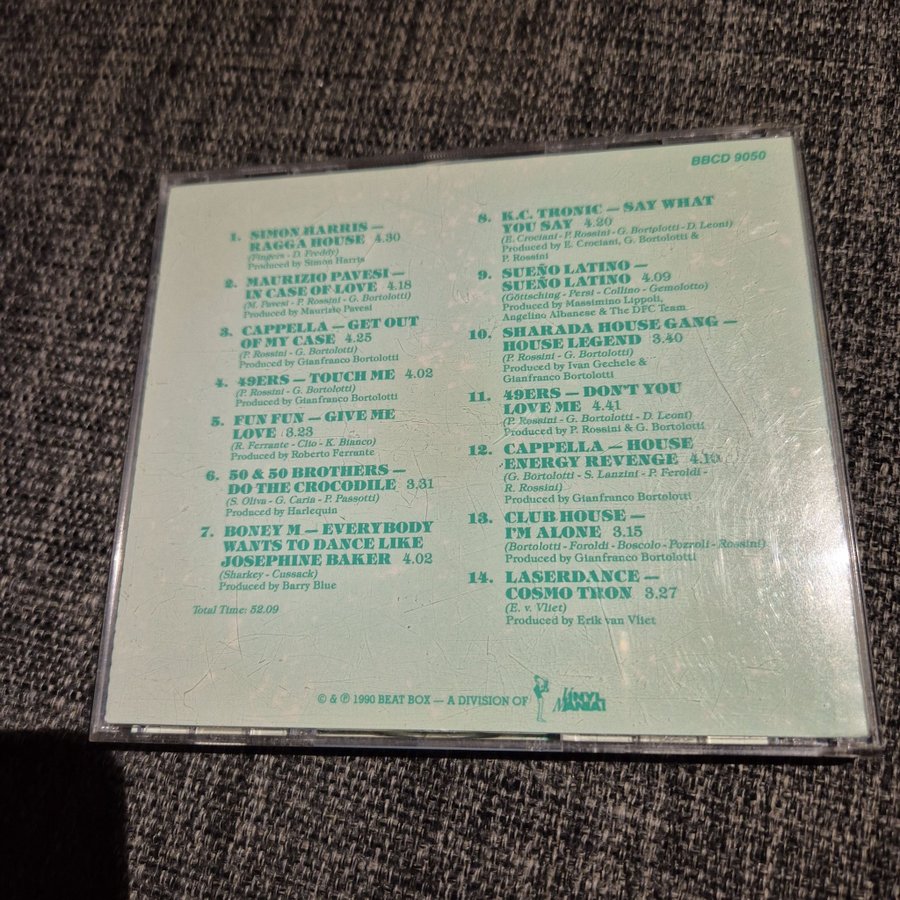 BBCD 9050
1. SIMON HARRIS —
RAGGA HOUSE 4.30
(Fingers - D. Freddy)
Produced by Simon Harris
2. MAURIZIO PAVESI —
IN CASE OF LOVE 4.18
(M. Pavesi - P. Rossini - G. Bortolotti)
Produced by Maurizio Pavesi
3. CAPPELLA — GET OUT
OF MY CASE 4.25
(P. Rossini - G. Bortolotti)
Produced by Gianfranco Bortolotti
4. 49ERS — TOUCH ME 4.02
(P. Rossini - G. Bortolotti)
Produced by Gianfranco Bortolotti
5. FUN FUN — GIVE ME
LOVE 3.23
(R. Ferrante - Clto - K. Bianco)
Produced by Roberto Ferrante
6. 50 & 50 BROTHERS —
DO THE CROCODILE 3.31
(S. Oliva - G. Caria - P. Passotti)
Produced by Harlequin
7. BONEY M — EVERYBODY
WANTS TO DANCE LIKE
JOSEPHINE BAKER 4.02
(Sharkey - Cussack)
Produced by Barry Blue
Total Time: 52.09
8. K.C. TRONIC — SAY WHAT
YOU SAY 4.20
(E. Crociani - P. Rossini - G. Bortplotti - D. Leoni)
Produced by E. Crociani, G. Bortolotti &
P. Rossini
9. SUEÑO LATINO —
SUEÑO LATINO 4.09
(Göttsching - Persi - Collino - Gemolotto)
Produced by Massimino Lippoli,
Angelino Albanese & The DFC Team
10. SHARADA HOUSE GANG —
HOUSE LEGEND 3.40
(P. Rossini - G. Bortolotti)
Produced by Ivan Gechele &
Gianfranco Bortolotti
11. 49ERS — DON'T YOU
LOVE ME 4.41
(P. Rossini - G. Bortolotti - D. Leoni)
Produced by P. Rossini & G. Bortolotti
12. CAPPELLA — HOUSE
ENERGY REVENGE 4.10
(G. Bortolotti - S. Lanzini - P. Feroldi -
R. Rossini)
Produced by Gianfranco Bortolotti
13. CLUB HOUSE —
I'M ALONE 3.15
(Bortolotti - Foroldi - Boscolo - Pozroli - Rossini)
Produced by Gianfranco Bortolotti
14. LASERDANCE —
COSMO TRON 3.27
(E. v. Vliet)
Produced by Erik van Vliet
© & ℗ 1990 BEAT BOX — A DIVISION OF
VINYL
MANIA!